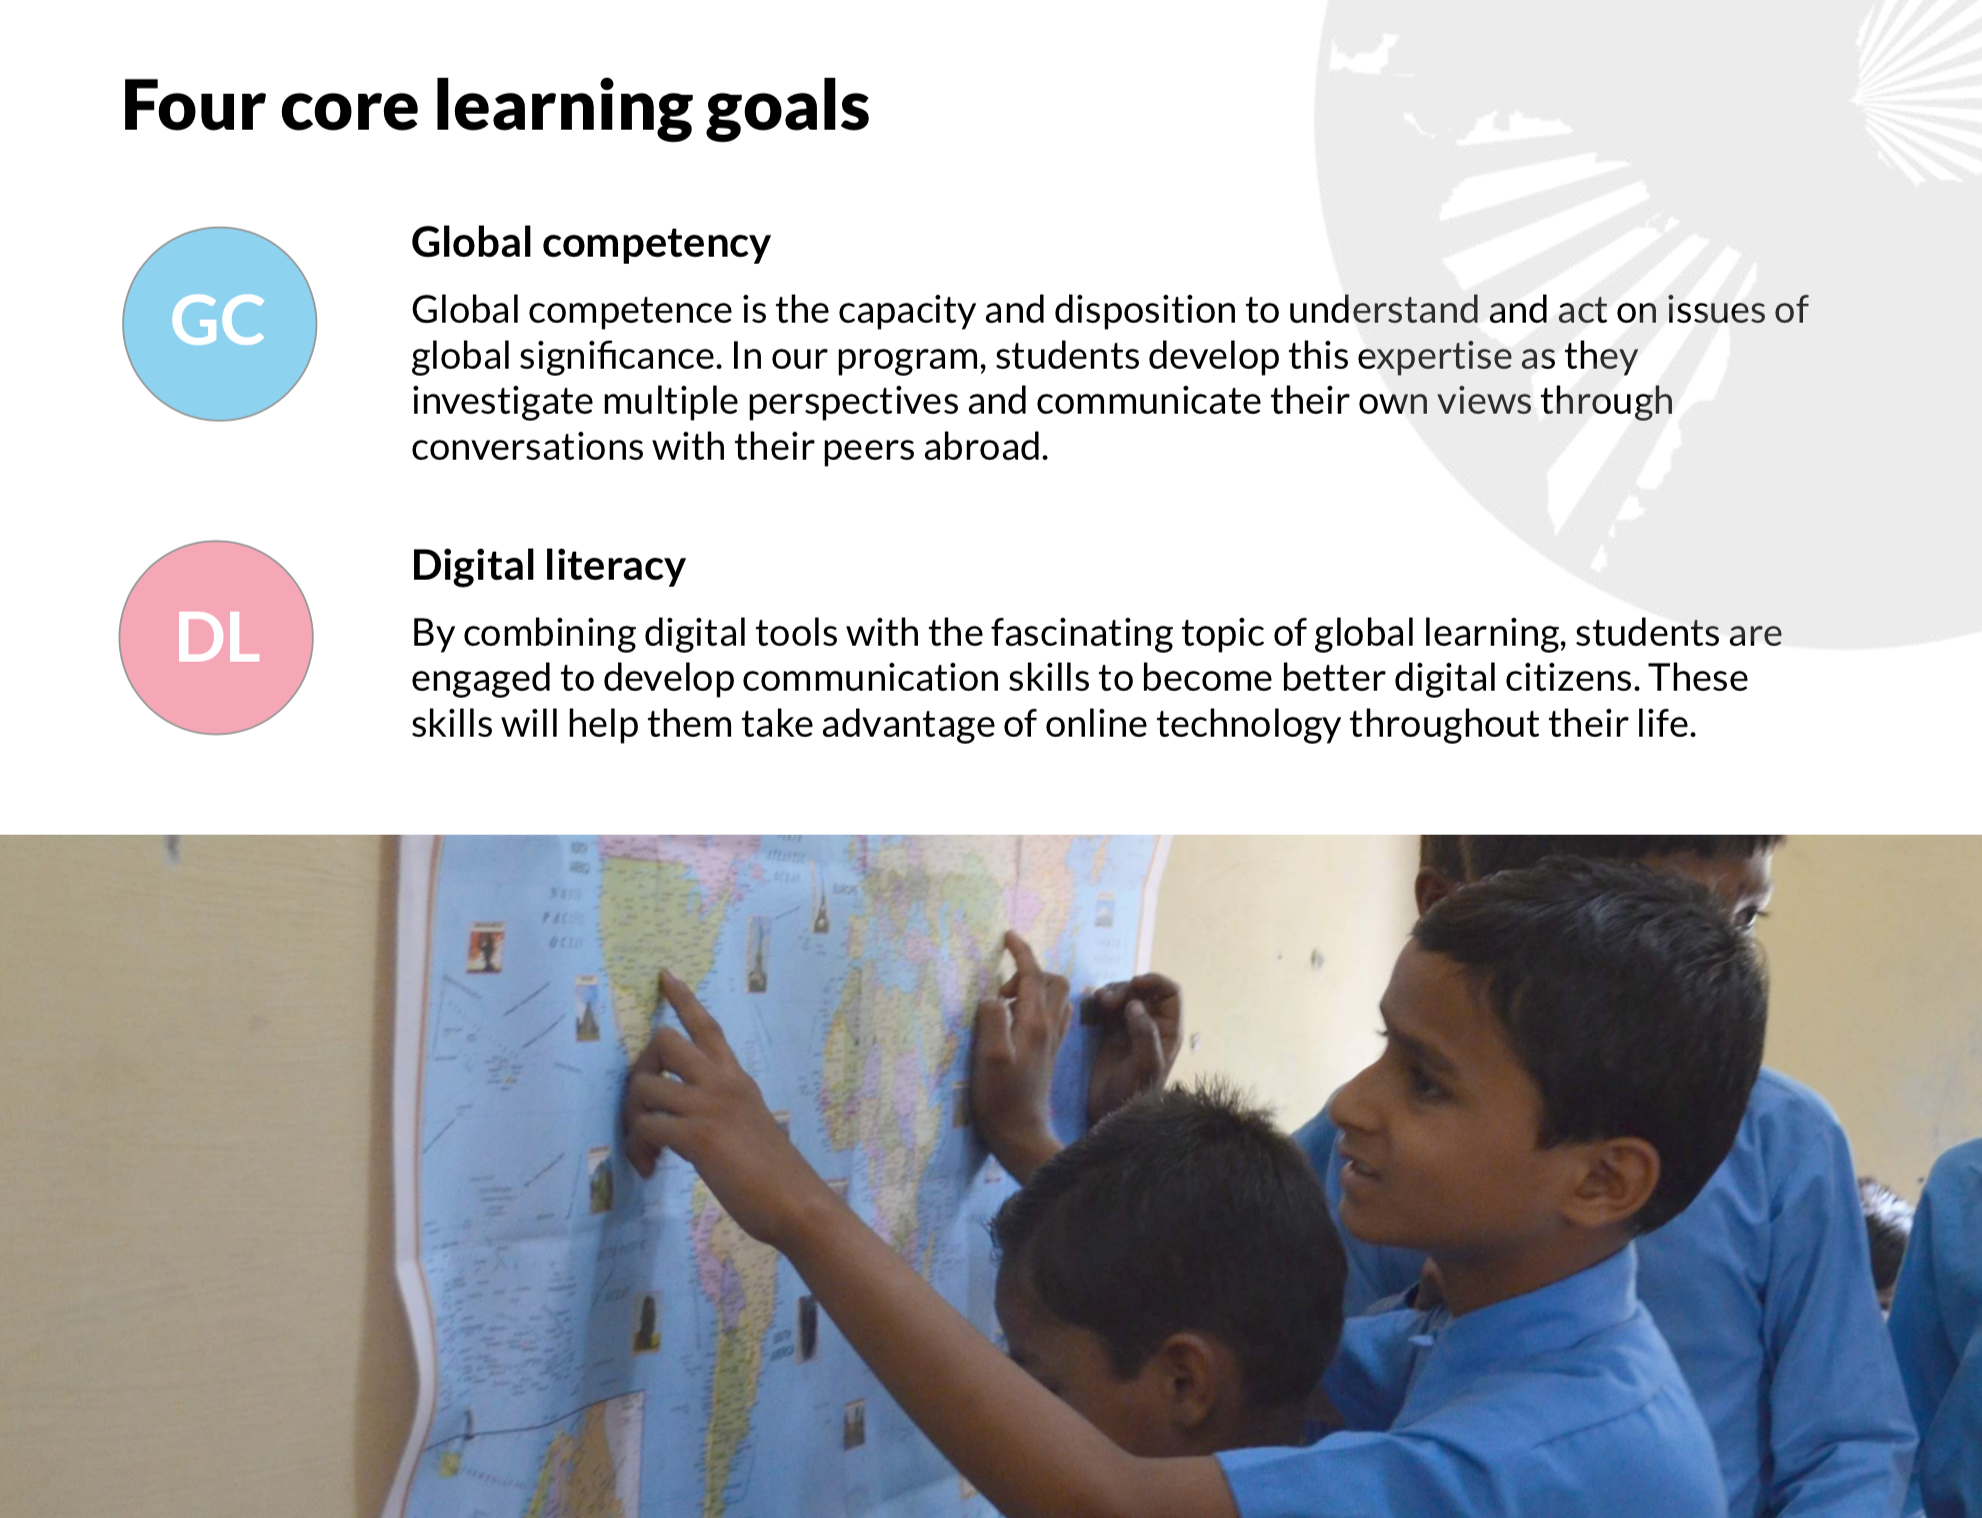 Four core learning goals
GC
Global competency
Global competence is the capacity and disposition to understand and act on issues of
global significance. In our program, students develop this expertise as they
investigate multiple perspectives and communicate their own views through
conversations with their peers abroad.
DL
Digital literacy
By combining digital tools with the fascinating topic of global learning, students are
engaged to develop communication skills to become better digital citizens. These
skills will help them take advantage of online technology throughout their life.